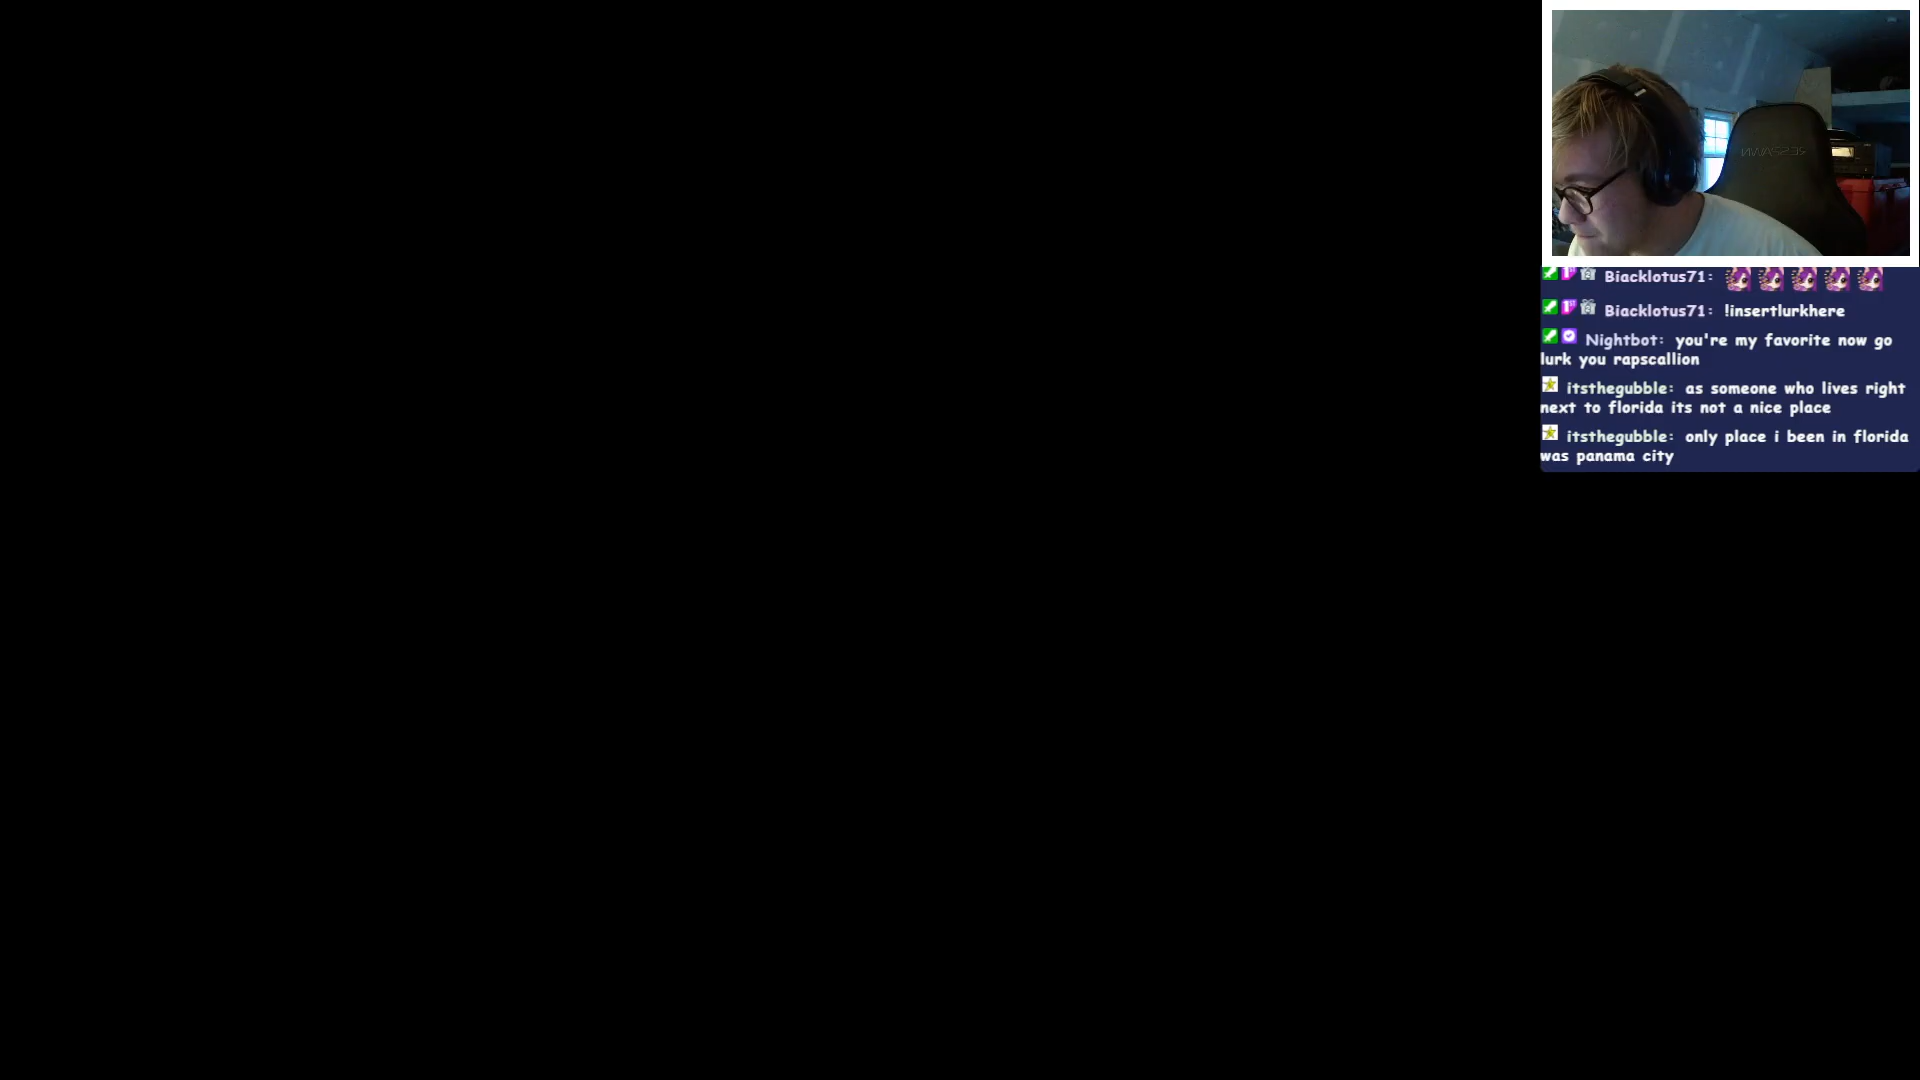 Biacklotus71:
Biacklotus71: !insertlurkhere
Nightbot: you're my favorite now go
lurk you rapscallion
itsthegubble: as someone who lives right
next to florida its not a nice place
itsthegubble: only place i been in florida
was panama city